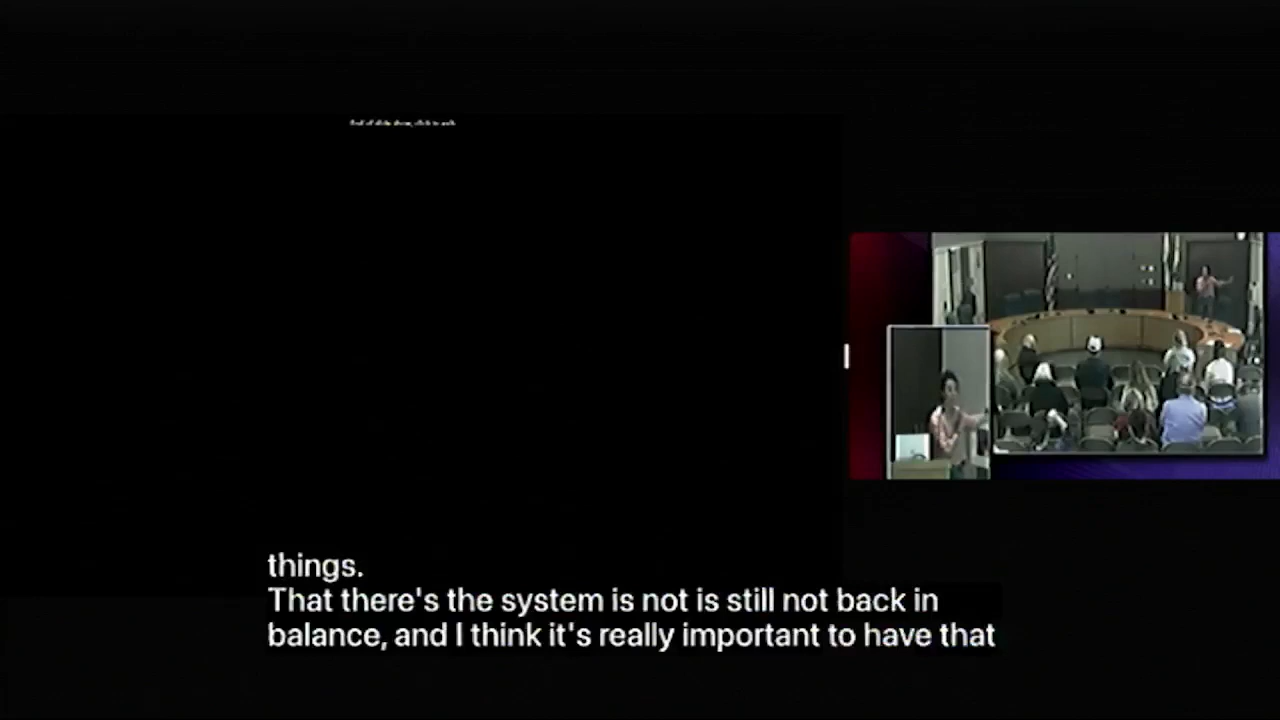 things.
That there's the system is not is still not back in
balance, and I think it's really important to have that